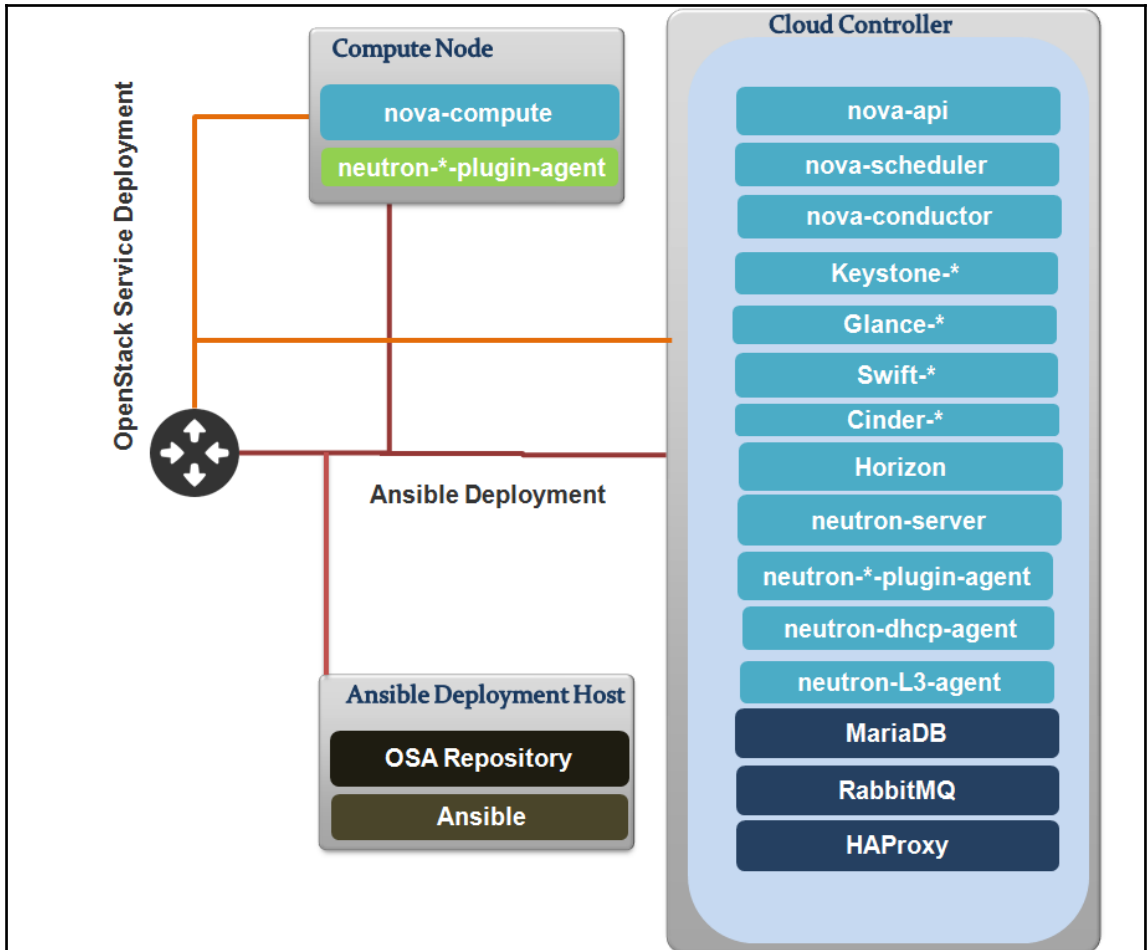 OpenStack Service Deployment
Compute Node
nova-compute
neutron-*-plugin-agent
Ansible Deployment
Ansible Deployment Host
OSA Repository
Ansible
Cloud Controller
nova-api
nova-scheduler
nova-conductor
Keystone-*
Glance-*
Swift-*
Cinder-*
Horizon
neutron-server
neutron-*-plugin-agent
neutron-dhcp-agent
neutron-L3-agent
MariaDB
RabbitMQ
HAProxy